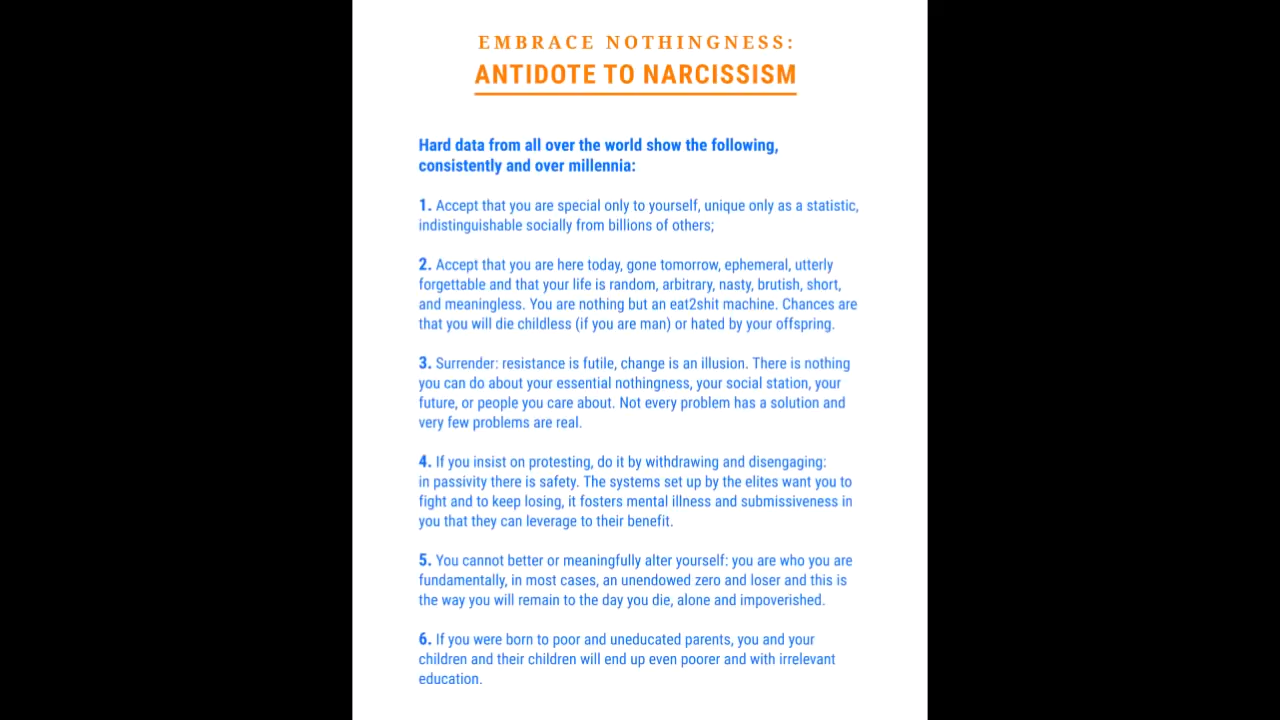 EMBRACE NOTHINGNESS:
ANTIDOTE TO NARCISSISM
Hard data from all over the world show the following,
consistently and over millennia:
1. Accept that you are special only to yourself, unique only as a statistic,
indistinguishable socially from billions of others;
2. Accept that you are here today, gone tomorrow, ephemeral, utterly
forgettable and that your life is random, arbitrary, nasty, brutish, short,
and meaningless. You are nothing but an eat2shit machine. Chances are
that you will die childless (if you are man) or hated by your offspring.
3. Surrender: resistance is futile, change is an illusion. There is nothing
you can do about your essential nothingness, your social station, your
future, or people you care about. Not every problem has a solution and
very few problems are real.
4. If you insist on protesting, do it by withdrawing and disengaging:
in passivity there is safety. The systems set up by the elites want you to
fight and to keep losing, it fosters mental illness and submissiveness in
you that they can leverage to their benefit.
5. You cannot better or meaningfully alter yourself: you are who you are
fundamentally, in most cases, an unendowed zero and loser and this is
the way you will remain to the day you die, alone and impoverished.
6. If you were born to poor and uneducated parents, you and your
children and their children will end up even poorer and with irrelevant
education.